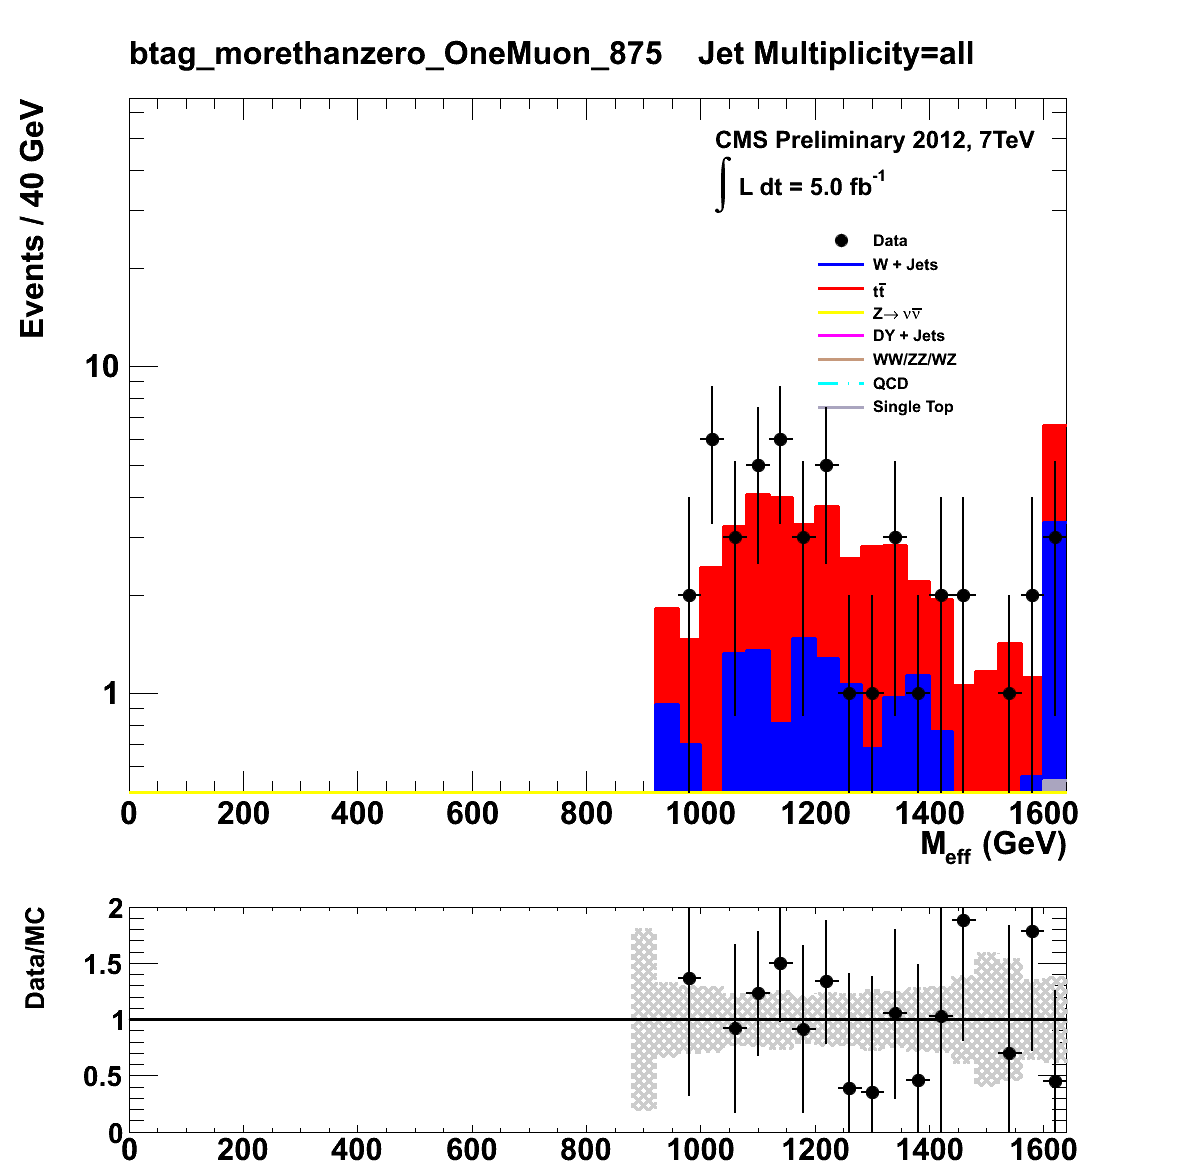 btag_morethanzero_OneMuon_875 Jet Multiplicity=all
Events / 40 GeV
CMS Preliminary 2012, 7TeV
∫ L dt = 5.0 fb⁻¹
Data
W + Jets
tt̅
Z→ νν̅
DY + Jets
WW/ZZ/WZ
QCD
Single Top
10
1
0 200 400 600 800 1000 1200 1400 1600
M_eff (GeV)
Data/MC
2
1.5
1
0.5
0
0 200 400 600 800 1000 1200 1400 1600